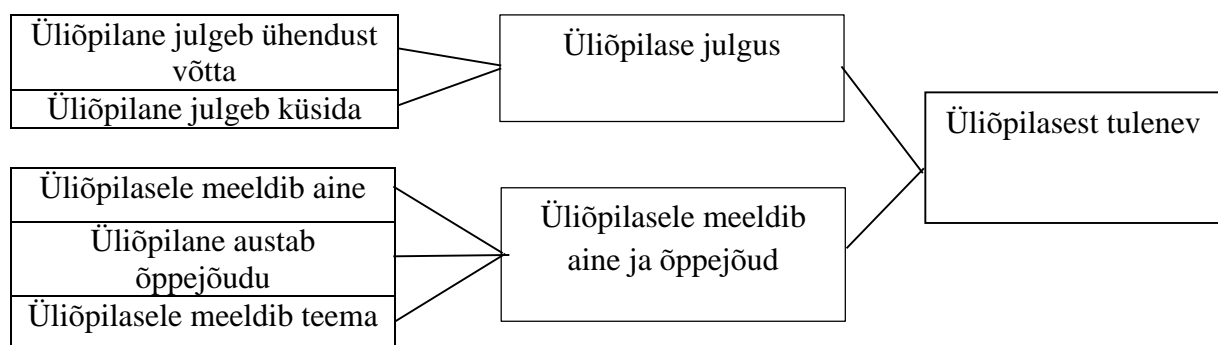 Üliõpilane julgeb ühendust
võtta
Üliõpilane julgeb küsida
Üliõpilasele meeldib aine
Üliõpilane austab
õppejõudu
Üliõpilasele meeldib teema
Üliõpilase julgus
Üliõpilasele meeldib
aine ja õppejõud
Üliõpilasest tulenev